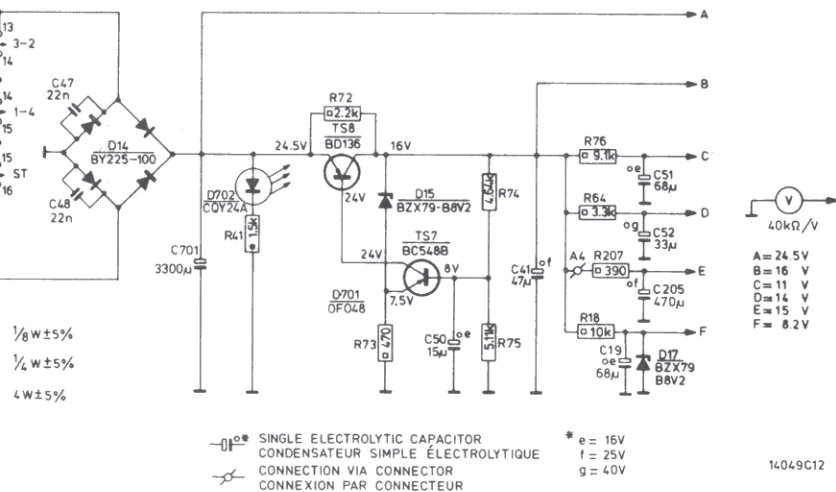 A
13
3-2
14
C47
22n
14
1-4
15
15
ST
16
C48
22n
D14
BY225-100
B
R72
2.2k
TS8
BD136
24.5V
16V
24V
R76
9.1k
C
oe
C51
68µ
D702
CQY24A
R41
1.5k
C701
3300µ
D15
BZX79-B8V2
4.64k
R74
R64
3.3k
D
og
C52
33µ
TS7
BC548B
24V
8V
7.5V
C41
47µ
of
A4
R207
390
E
of
C205
470µ
D701
OF048
R73
470
C50
15µ
oe
5.11k
R75
R18
10k
F
C19
oe
68µ
D17
BZX79
B8V2
V
40kΩ/V
A=24.5V
B=16 V
C=11 V
D=14 V
E=15 V
F= 8.2V
1/8W±5%
1/4W±5%
4W±5%
o* SINGLE ELECTROLYTIC CAPACITOR
CONDENSATEUR SIMPLE ÉLECTROLYTIQUE
CONNECTION VIA CONNECTOR
CONNEXION PAR CONNECTEUR
* e= 16V
f= 25V
g= 40V
14049C12